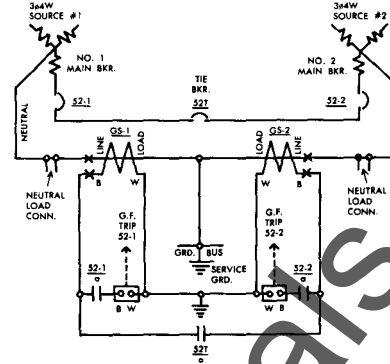 3ø4W
SOURCE #1
3ø4W
SOURCE #2
NO. 1
MAIN BKR.
NO. 2
MAIN BKR.
TIE
BKR.
52T
52-1
52-2
NEUTRAL
GS-1
GS-2
LINE
LOAD
LOAD
LINE
B
W
W
B
NEUTRAL
LOAD
CONN.
NEUTRAL
LOAD
CONN.
G.F.
TRIP
52-1
G.F.
TRIP
52-2
GRD.
BUS
SERVICE
GRD.
52-1
a
B W
W B
52-2
a
52T
a